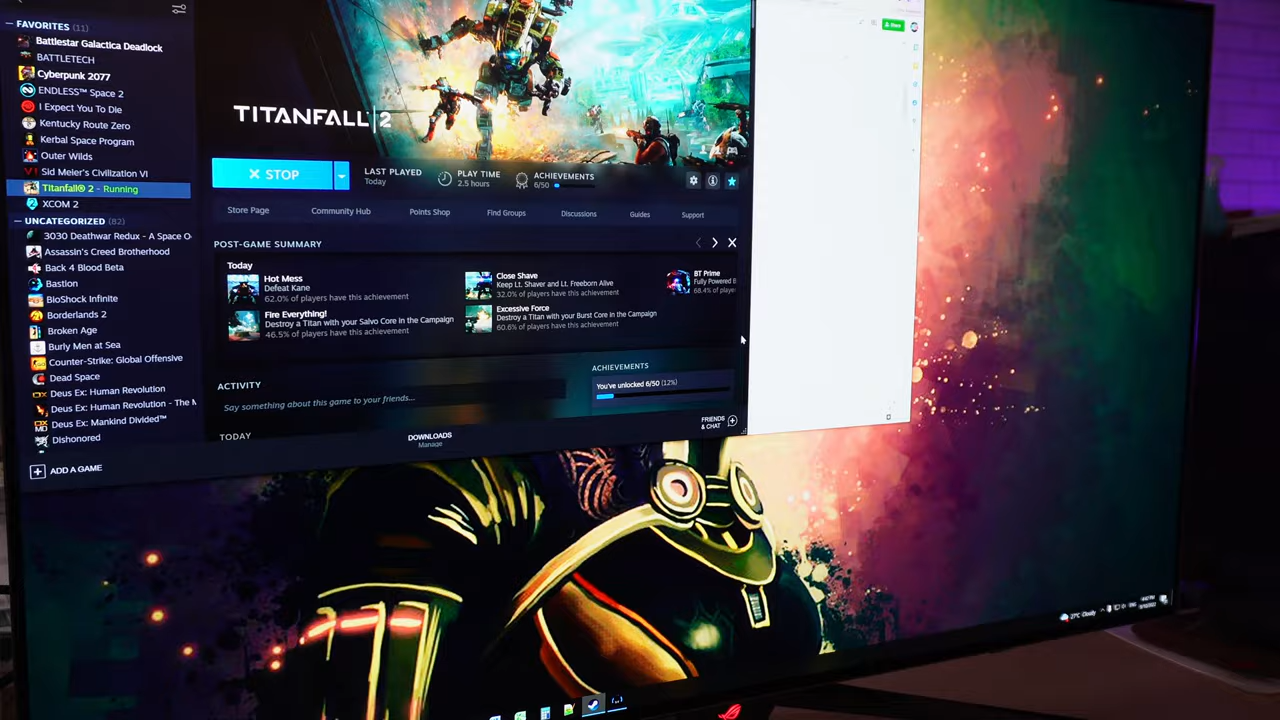 FAVORITES (11)
Battlestar Galactica Deadlock
BATTLETECH
Cyberpunk 2077
ENDLESS™ Space 2
I Expect You To Die
Kentucky Route Zero
Kerbal Space Program
Outer Wilds
Sid Meier's Civilization VI
Titanfall® 2 - Running
XCOM 2
UNCATEGORIZED (82)
3030 Deathwar Redux - A Space O
Assassin's Creed Brotherhood
Back 4 Blood Beta
Bastion
BioShock Infinite
Borderlands 2
Broken Age
Burly Men at Sea
Counter-Strike: Global Offensive
Dead Space
Deus Ex: Human Revolution
Deus Ex: Human Revolution - The M
Deus Ex: Mankind Divided™
Dishonored
ADD A GAME
TITANFALL 2
STOP
LAST PLAYED
Today
PLAY TIME
2.5 hours
ACHIEVEMENTS
6/50
Store Page
Community Hub
Points Shop
Find Groups
Discussions
Guides
Support
POST-GAME SUMMARY
Today
Hot Mess
Defeat Kane
62.0% of players have this achievement
Close Shave
Keep Lt. Shaver and Lt. Freeborn Alive
32.0% of players have this achievement
BT Prime
Fully Powered B
68.4% of playe
Fire Everything!
Destroy a Titan with your Salvo Core in the Campaign
46.5% of players have this achievement
Excessive Force
Destroy a Titan with your Burst Core in the Campaign
60.6% of players have this achievement
ACTIVITY
Say something about this game to your friends...
TODAY
ACHIEVEMENTS
You've unlocked 6/50 (12%)
DOWNLOADS
Manage
FRIENDS
& CHAT
27°C Cloudy